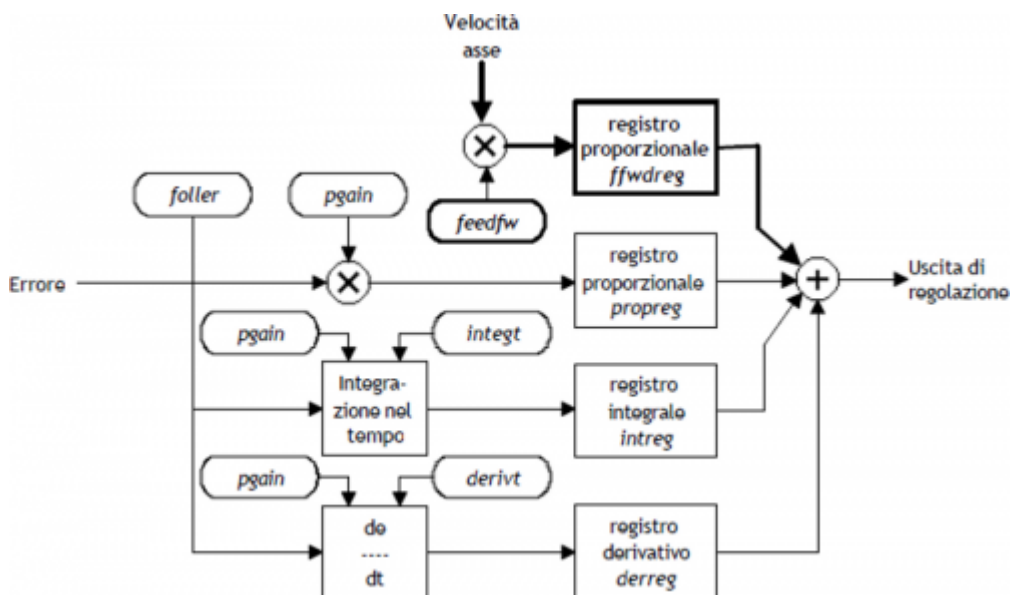 Velocità
asse
registro
proporzionale
ffwdreg
foller
pgain
feedfw
Errore
registro
proporzionale
propreg
Uscita di
regolazione
pgain
integt
Integra-
zione nel
tempo
registro
integrale
intreg
pgain
derivt
de
----
dt
registro
derivativo
derreg